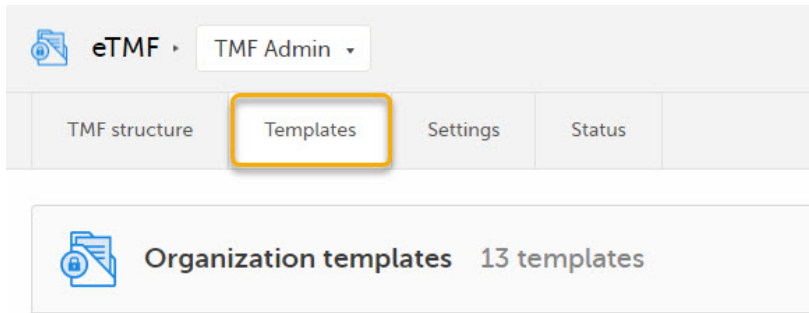 eTMF TMF Admin
TMF structure Templates Settings Status
Organization templates 13 templates